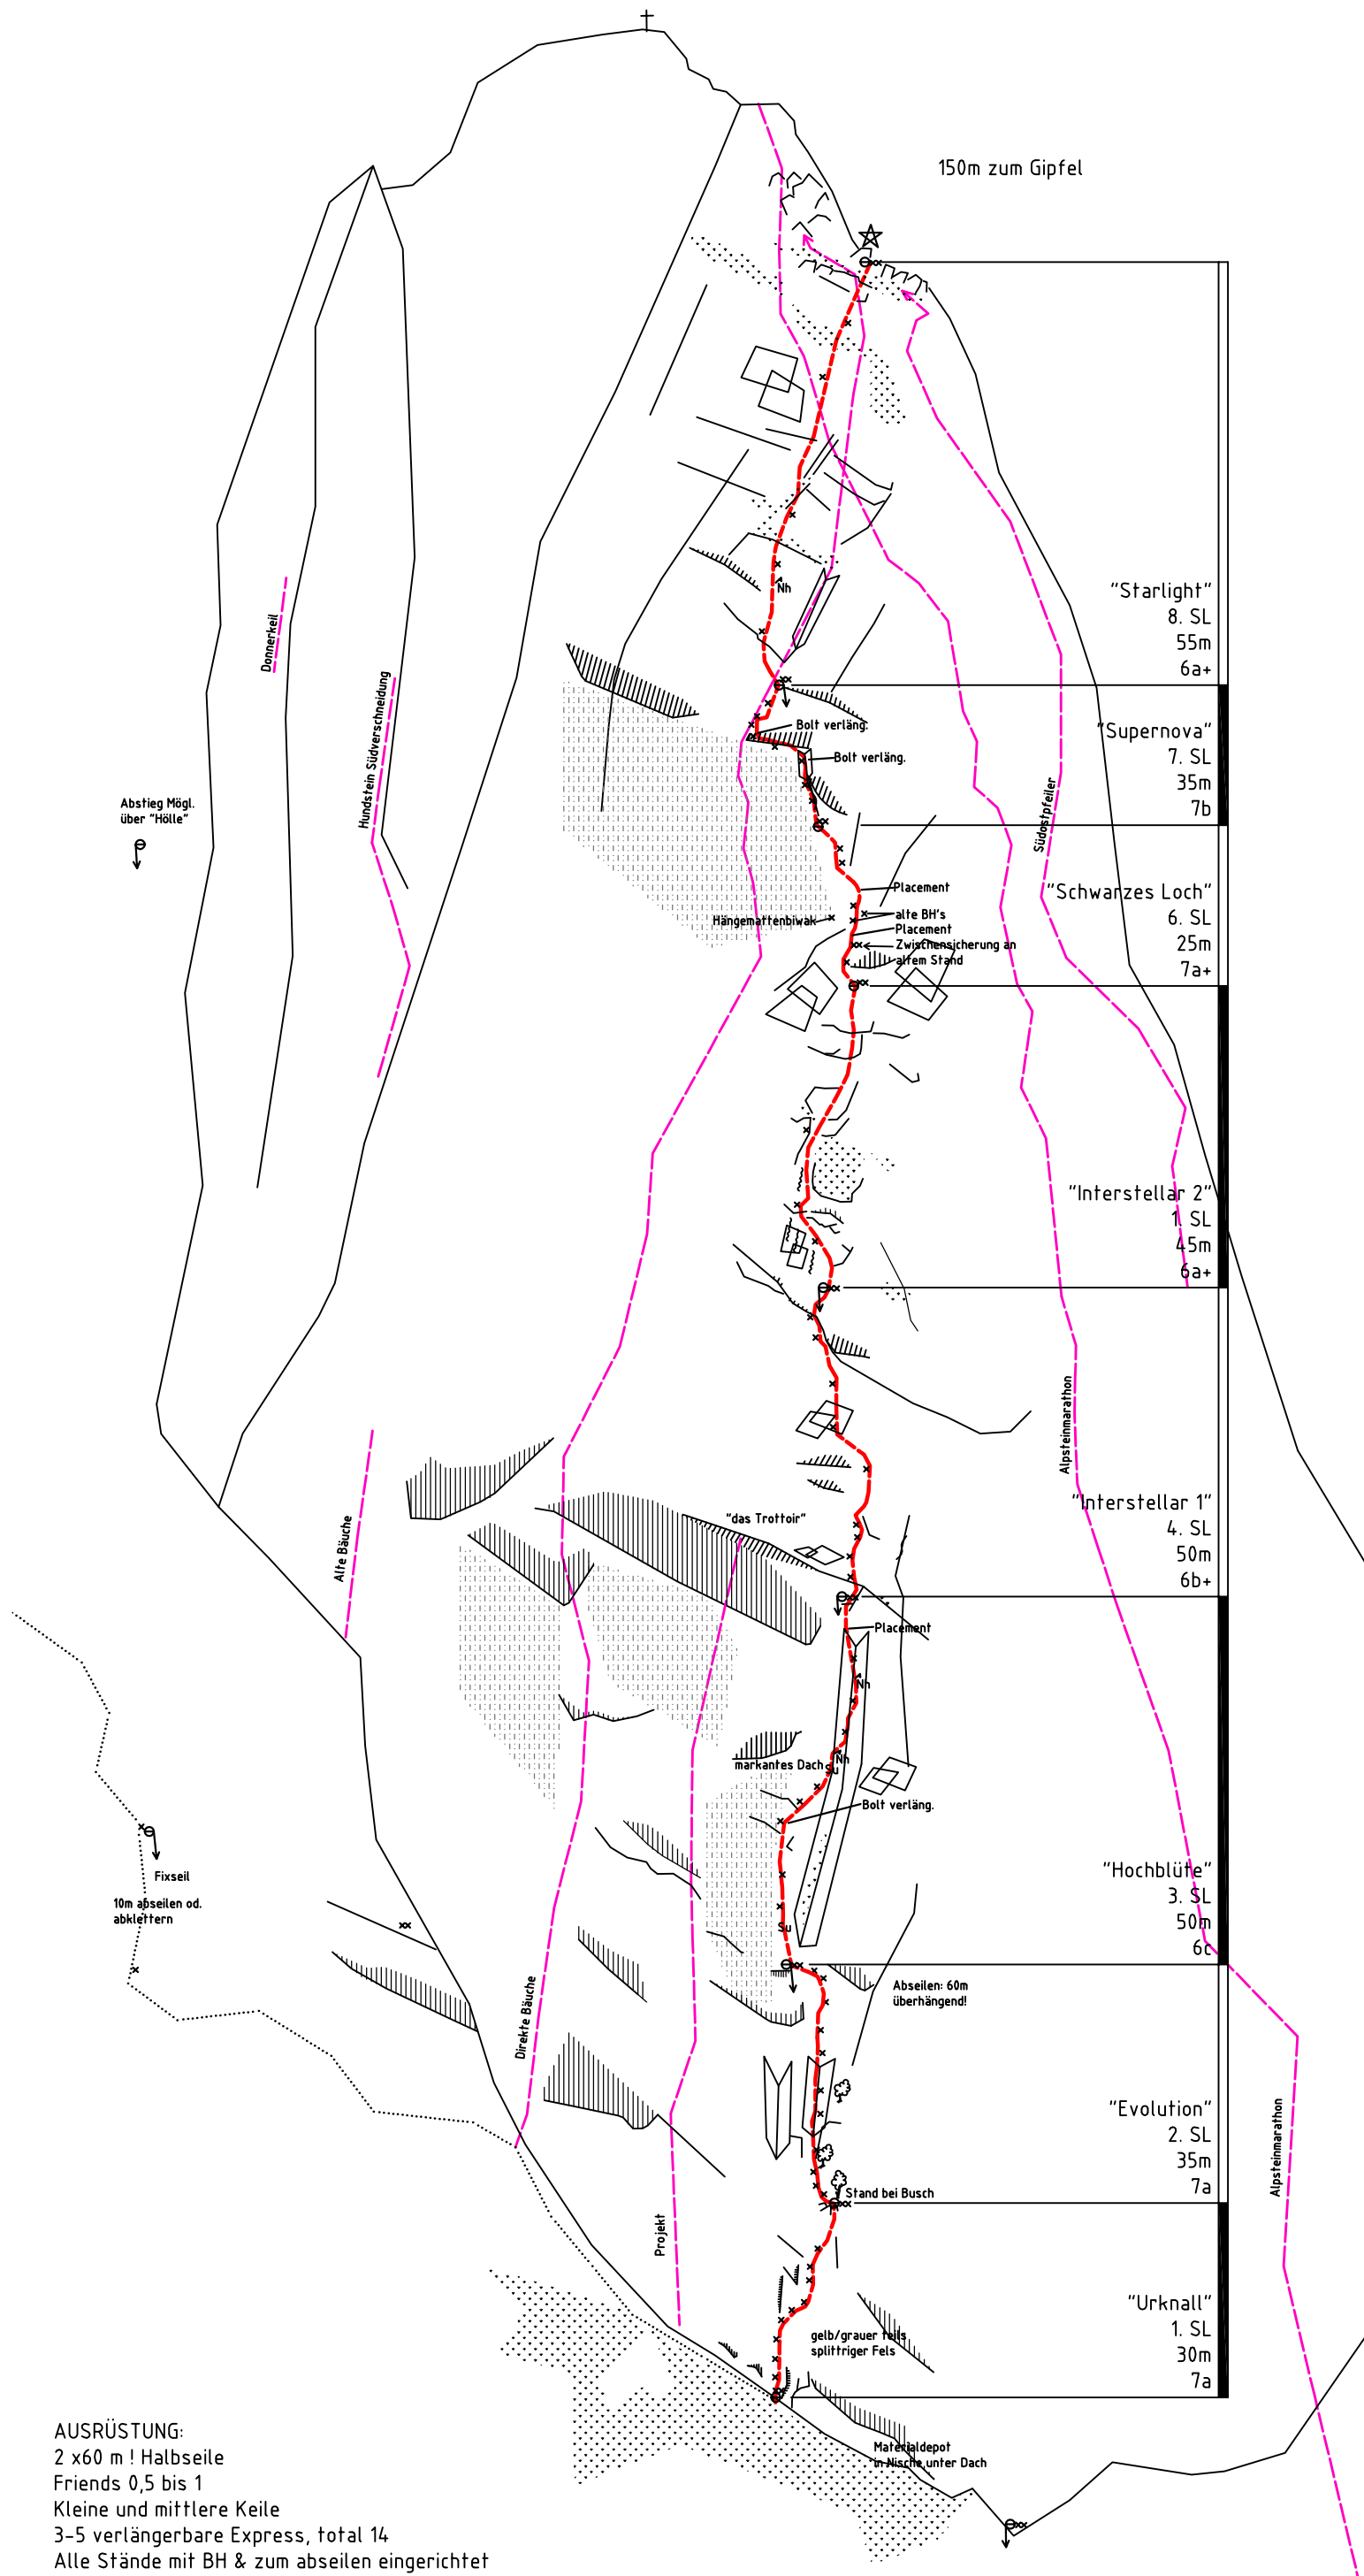 150m zum Gipfel
"Starlight"
8. SL
55m
6a+
Nh
Donnerkeil
Hundstein Südverschneidung
Bolt verläng.
Bolt verläng.
"Supernova"
7. SL
35m
7b
Abstieg Mögl.
über "Hölle"
Südostpfeiler
Placement
Hängemattenbiwak
alte BH's
Placement
Zwischensicherung an
altem Stand
"Schwarzes Loch"
6. SL
25m
7a+
"Interstellar 2"
1. SL
45m
6a+
Alpsteinmarathon
"Interstellar 1"
4. SL
50m
6b+
"das Trottoir"
Alte Bäuche
Placement
Nh
Nh
Su
markantes Dach
Bolt verläng.
Fixseil
10m abseilen od.
abklettern
"Hochblüte"
3. SL
50m
6c
Su
Abseilen: 60m
überhängend!
Direkte Bäuche
"Evolution"
2. SL
35m
7a
Alpsteinmarathon
Stand bei Busch
Projekt
"Urknall"
1. SL
30m
7a
gelb/grauer teils
splittriger Fels
Materialdepot
in Nische unter Dach
AUSRÜSTUNG:
2 x60 m ! Halbseile
Friends 0,5 bis 1
Kleine und mittlere Keile
3-5 verlängerbare Express, total 14
Alle Stände mit BH & zum abseilen eingerichtet